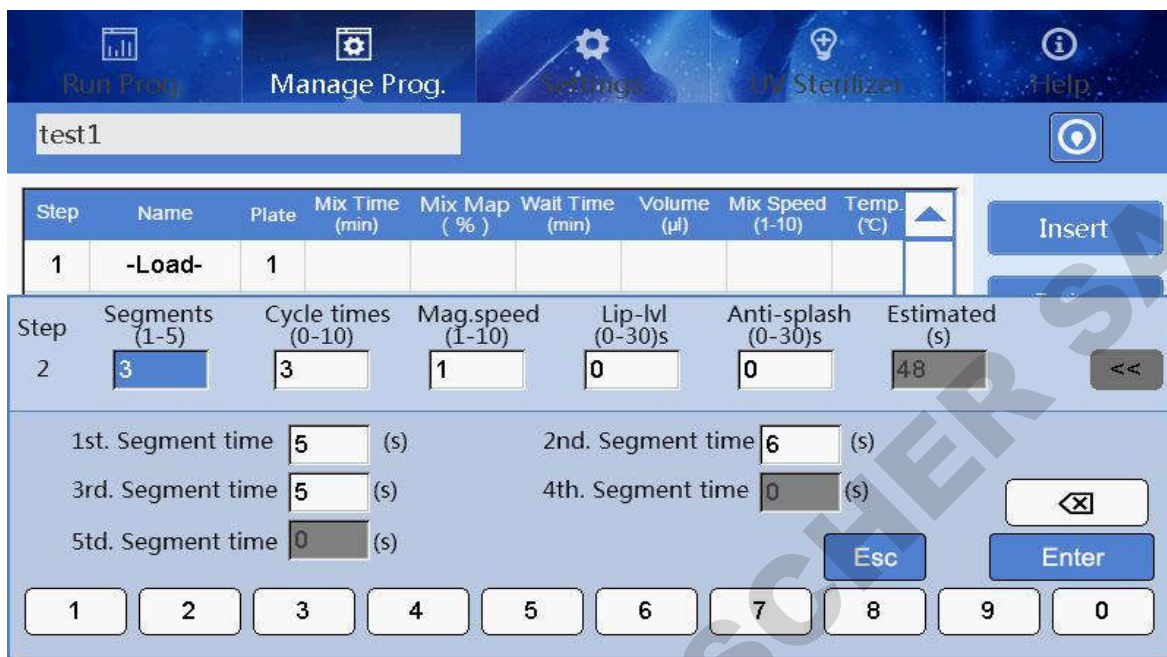 Run Prog.
Manage Prog.
Settings
UV Sterilizer
Help
test1
Step Name Plate Mix Time (min) Mix Map ( % ) Wait Time (min) Volume (µl) Mix Speed (1-10) Temp. (℃)
Insert
1 -Load- 1
Step Segments (1-5) Cycle times (0-10) Mag.speed (1-10) Lip-lvl (0-30)s Anti-splash (0-30)s Estimated (s)
2 3 3 1 0 0 48 <<
1st. Segment time 5 (s) 2nd. Segment time 6 (s)
3rd. Segment time 5 (s) 4th. Segment time 0 (s)
5td. Segment time 0 (s)
Esc Enter
1 2 3 4 5 6 7 8 9 0
SCHER SA